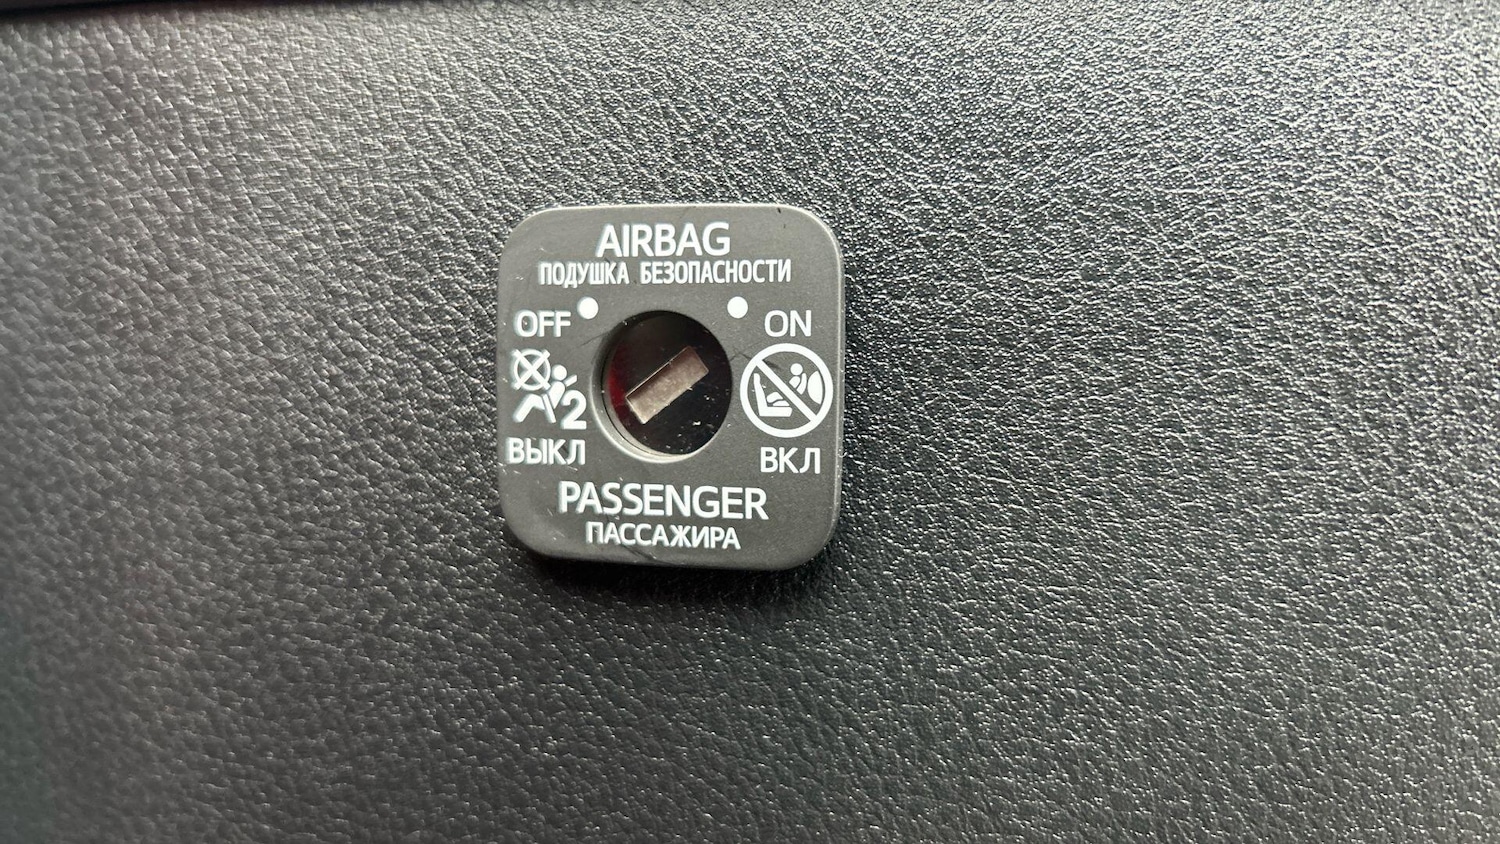 AIRBAG
ПОДУШКА БЕЗОПАСНОСТИ
OFF
ON
2
ВЫКЛ
ВКЛ
PASSENGER
ПАССАЖИРА